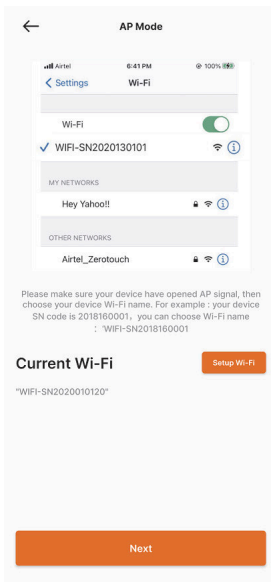 AP Mode
Airtel 6:41 PM 100%
Settings Wi-Fi
Wi-Fi
WIFI-SN2020130101
MY NETWORKS
Hey Yahoo!!
OTHER NETWORKS
Airtel_Zerotouch
Please make sure your device have opened AP signal, then
choose your device Wi-Fi name. For example : your device
SN code is 2018160001，you can choose Wi-Fi name
: 'WIFI-SN2018160001
Current Wi-Fi
Setup Wi-Fi
"WIFI-SN2020010120"
Next